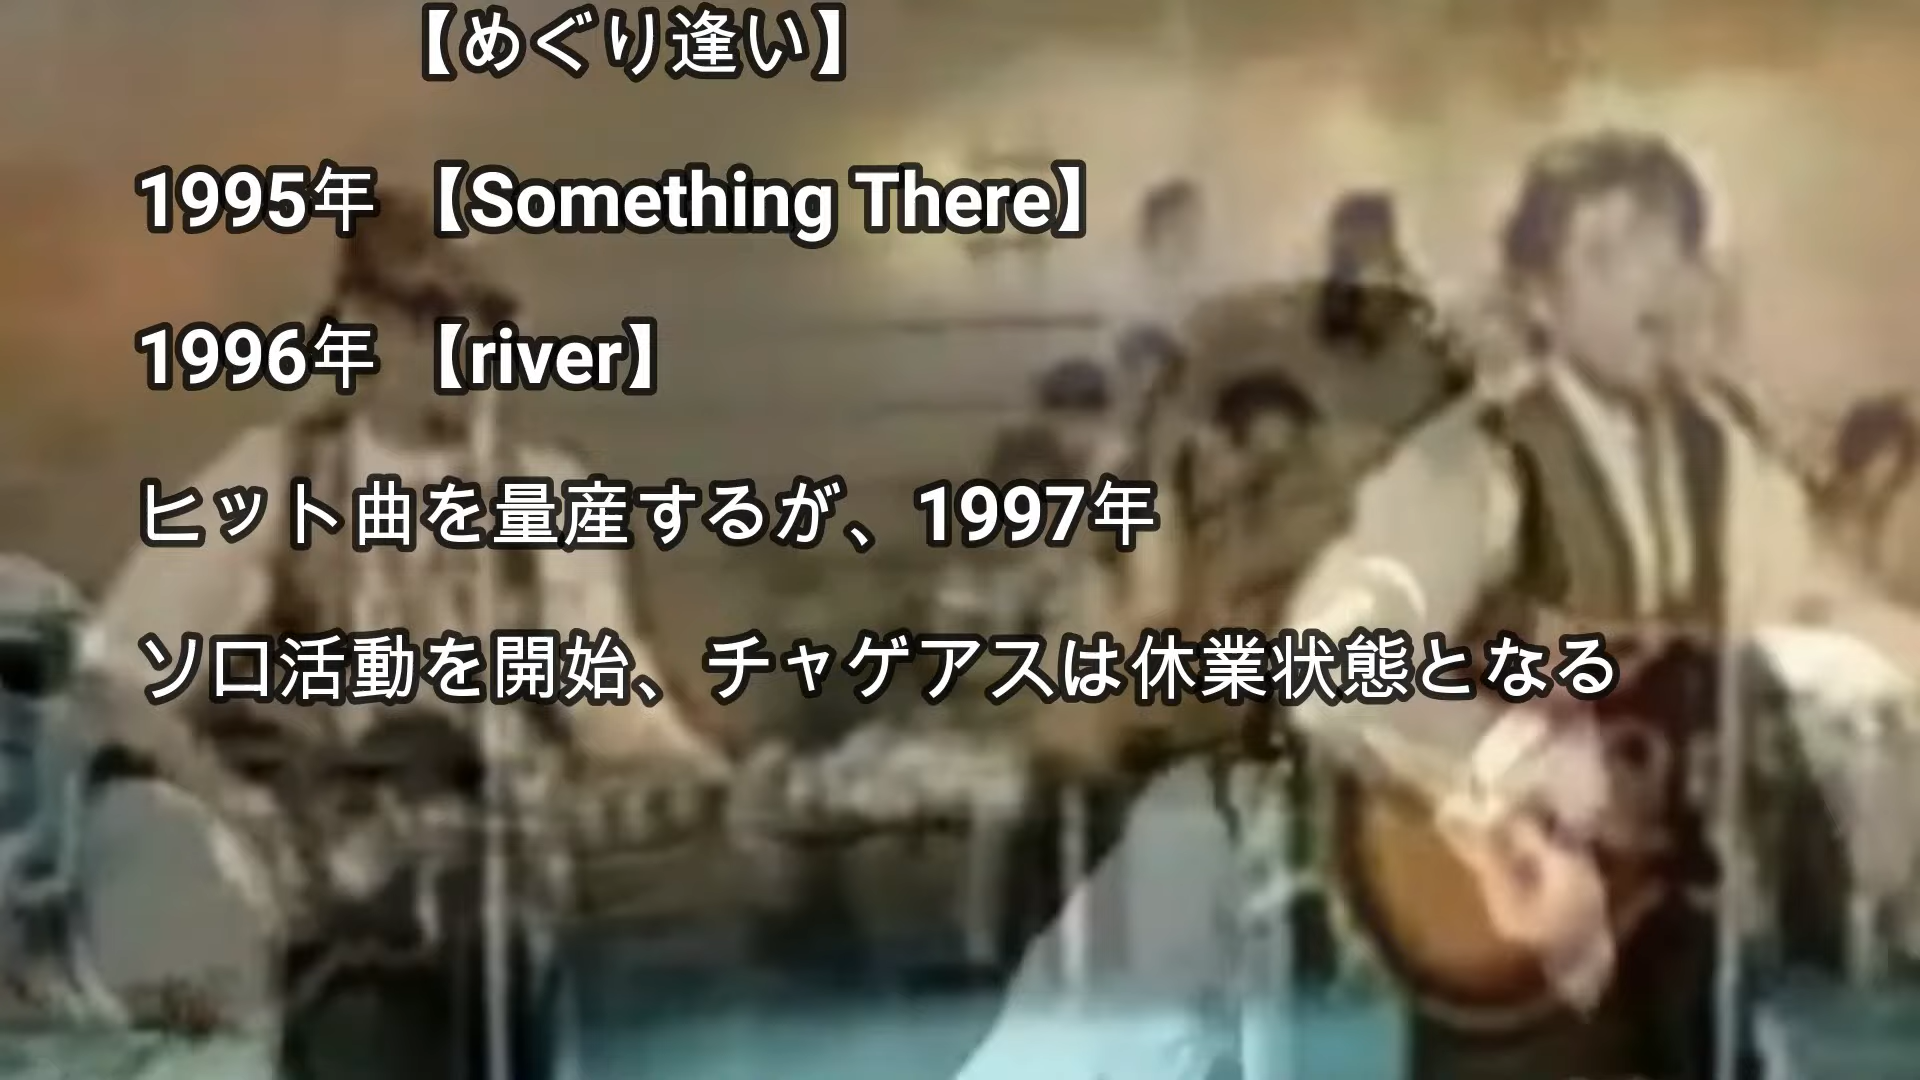 【めぐり逢い】
1995年 【Something There】
1996年 【river】
ヒット曲を量産するが、1997年
ソロ活動を開始、チャゲアスは休業状態となる